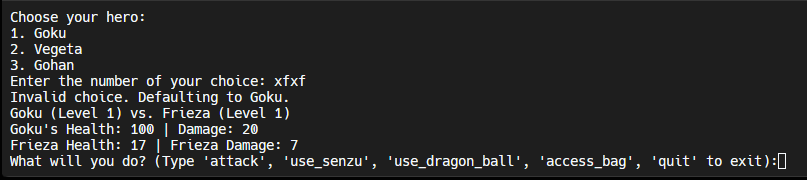 Choose your hero:
1. Goku
2. Vegeta
3. Gohan
Enter the number of your choice: xfxf
Invalid choice. Defaulting to Goku.
Goku (Level 1) vs. Frieza (Level 1)
Goku's Health: 100 | Damage: 20
Frieza Health: 17 | Frieza Damage: 7
What will you do? (Type 'attack', 'use_senzu', 'use_dragon_ball', 'access_bag', 'quit' to exit):